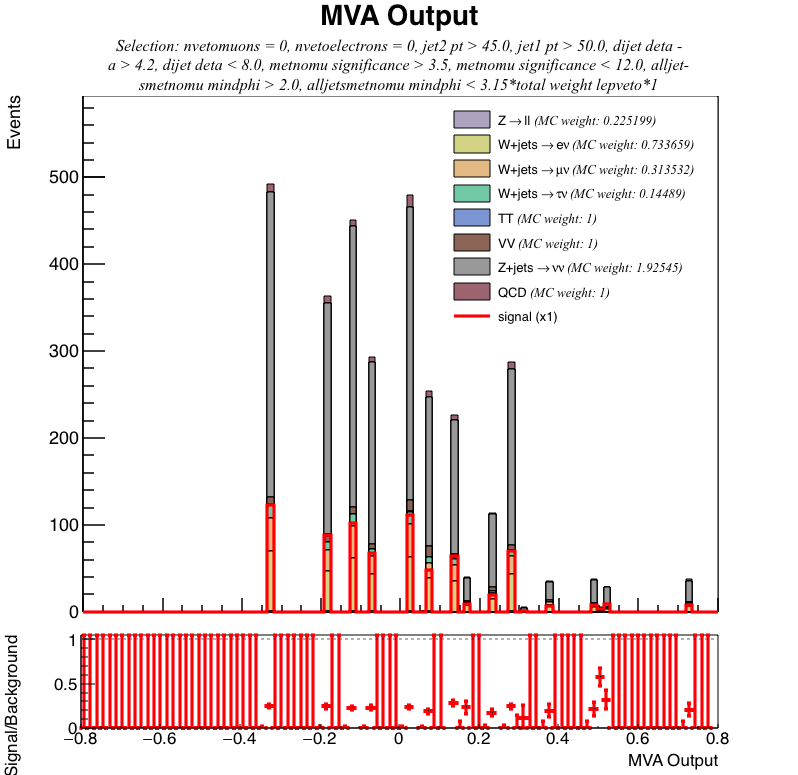 MVA Output
Selection: nvetomuons = 0, nvetoelectrons = 0, jet2 pt > 45.0, jet1 pt > 50.0, dijet deta -
a > 4.2, dijet deta < 8.0, metnomu significance > 3.5, metnomu significance < 12.0, alljet-
smetnomu mindphi > 2.0, alljetsmetnomu mindphi < 3.15*total weight lepveto*1
Events
Z→ll (MC weight: 0.225199)
W+jets→eν (MC weight: 0.733659)
W+jets→μν (MC weight: 0.313532)
W+jets→τν (MC weight: 0.14489)
TT (MC weight: 1)
VV (MC weight: 1)
Z+jets→νν (MC weight: 1.92545)
QCD (MC weight: 1)
signal (x1)
500
400
300
200
100
0
Signal/Background
1
0.5
0
−0.8 −0.6 −0.4 −0.2 0 0.2 0.4 0.6 0.8
MVA Output